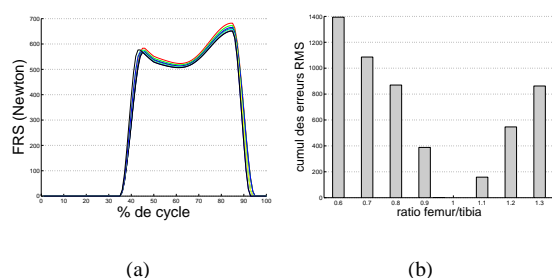 700
600
500
400
300
200
100
0
FRS (Newton)
0 10 20 30 40 50 60 70 80 90 100
% de cycle
(a)
1400
1200
1000
800
600
400
200
0
cumul des erreurs RMS
0.6 0.7 0.8 0.9 1 1.1 1.2 1.3
ratio femur/tibia
(b)